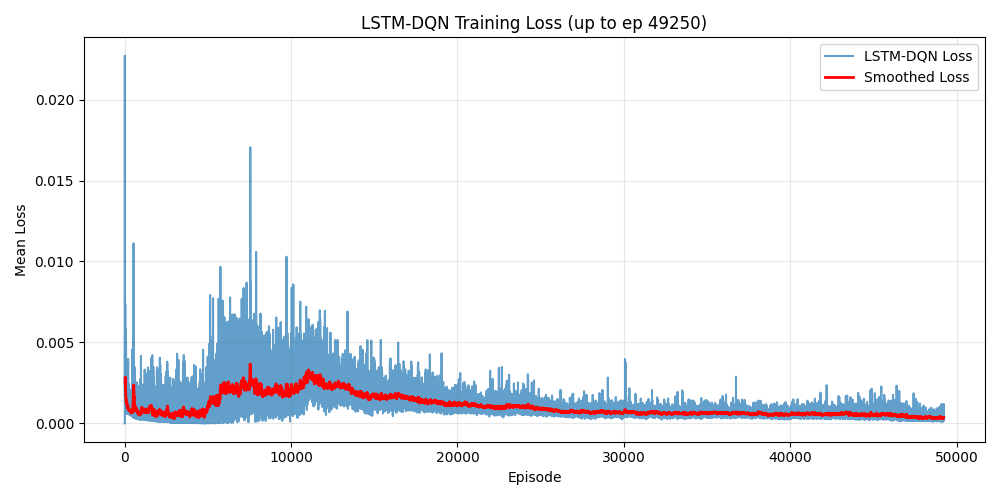 LSTM-DQN Training Loss (up to ep 49250)
LSTM-DQN Loss
Smoothed Loss
Mean Loss
0.020
0.015
0.010
0.005
0.000
0
10000
20000
30000
40000
50000
Episode